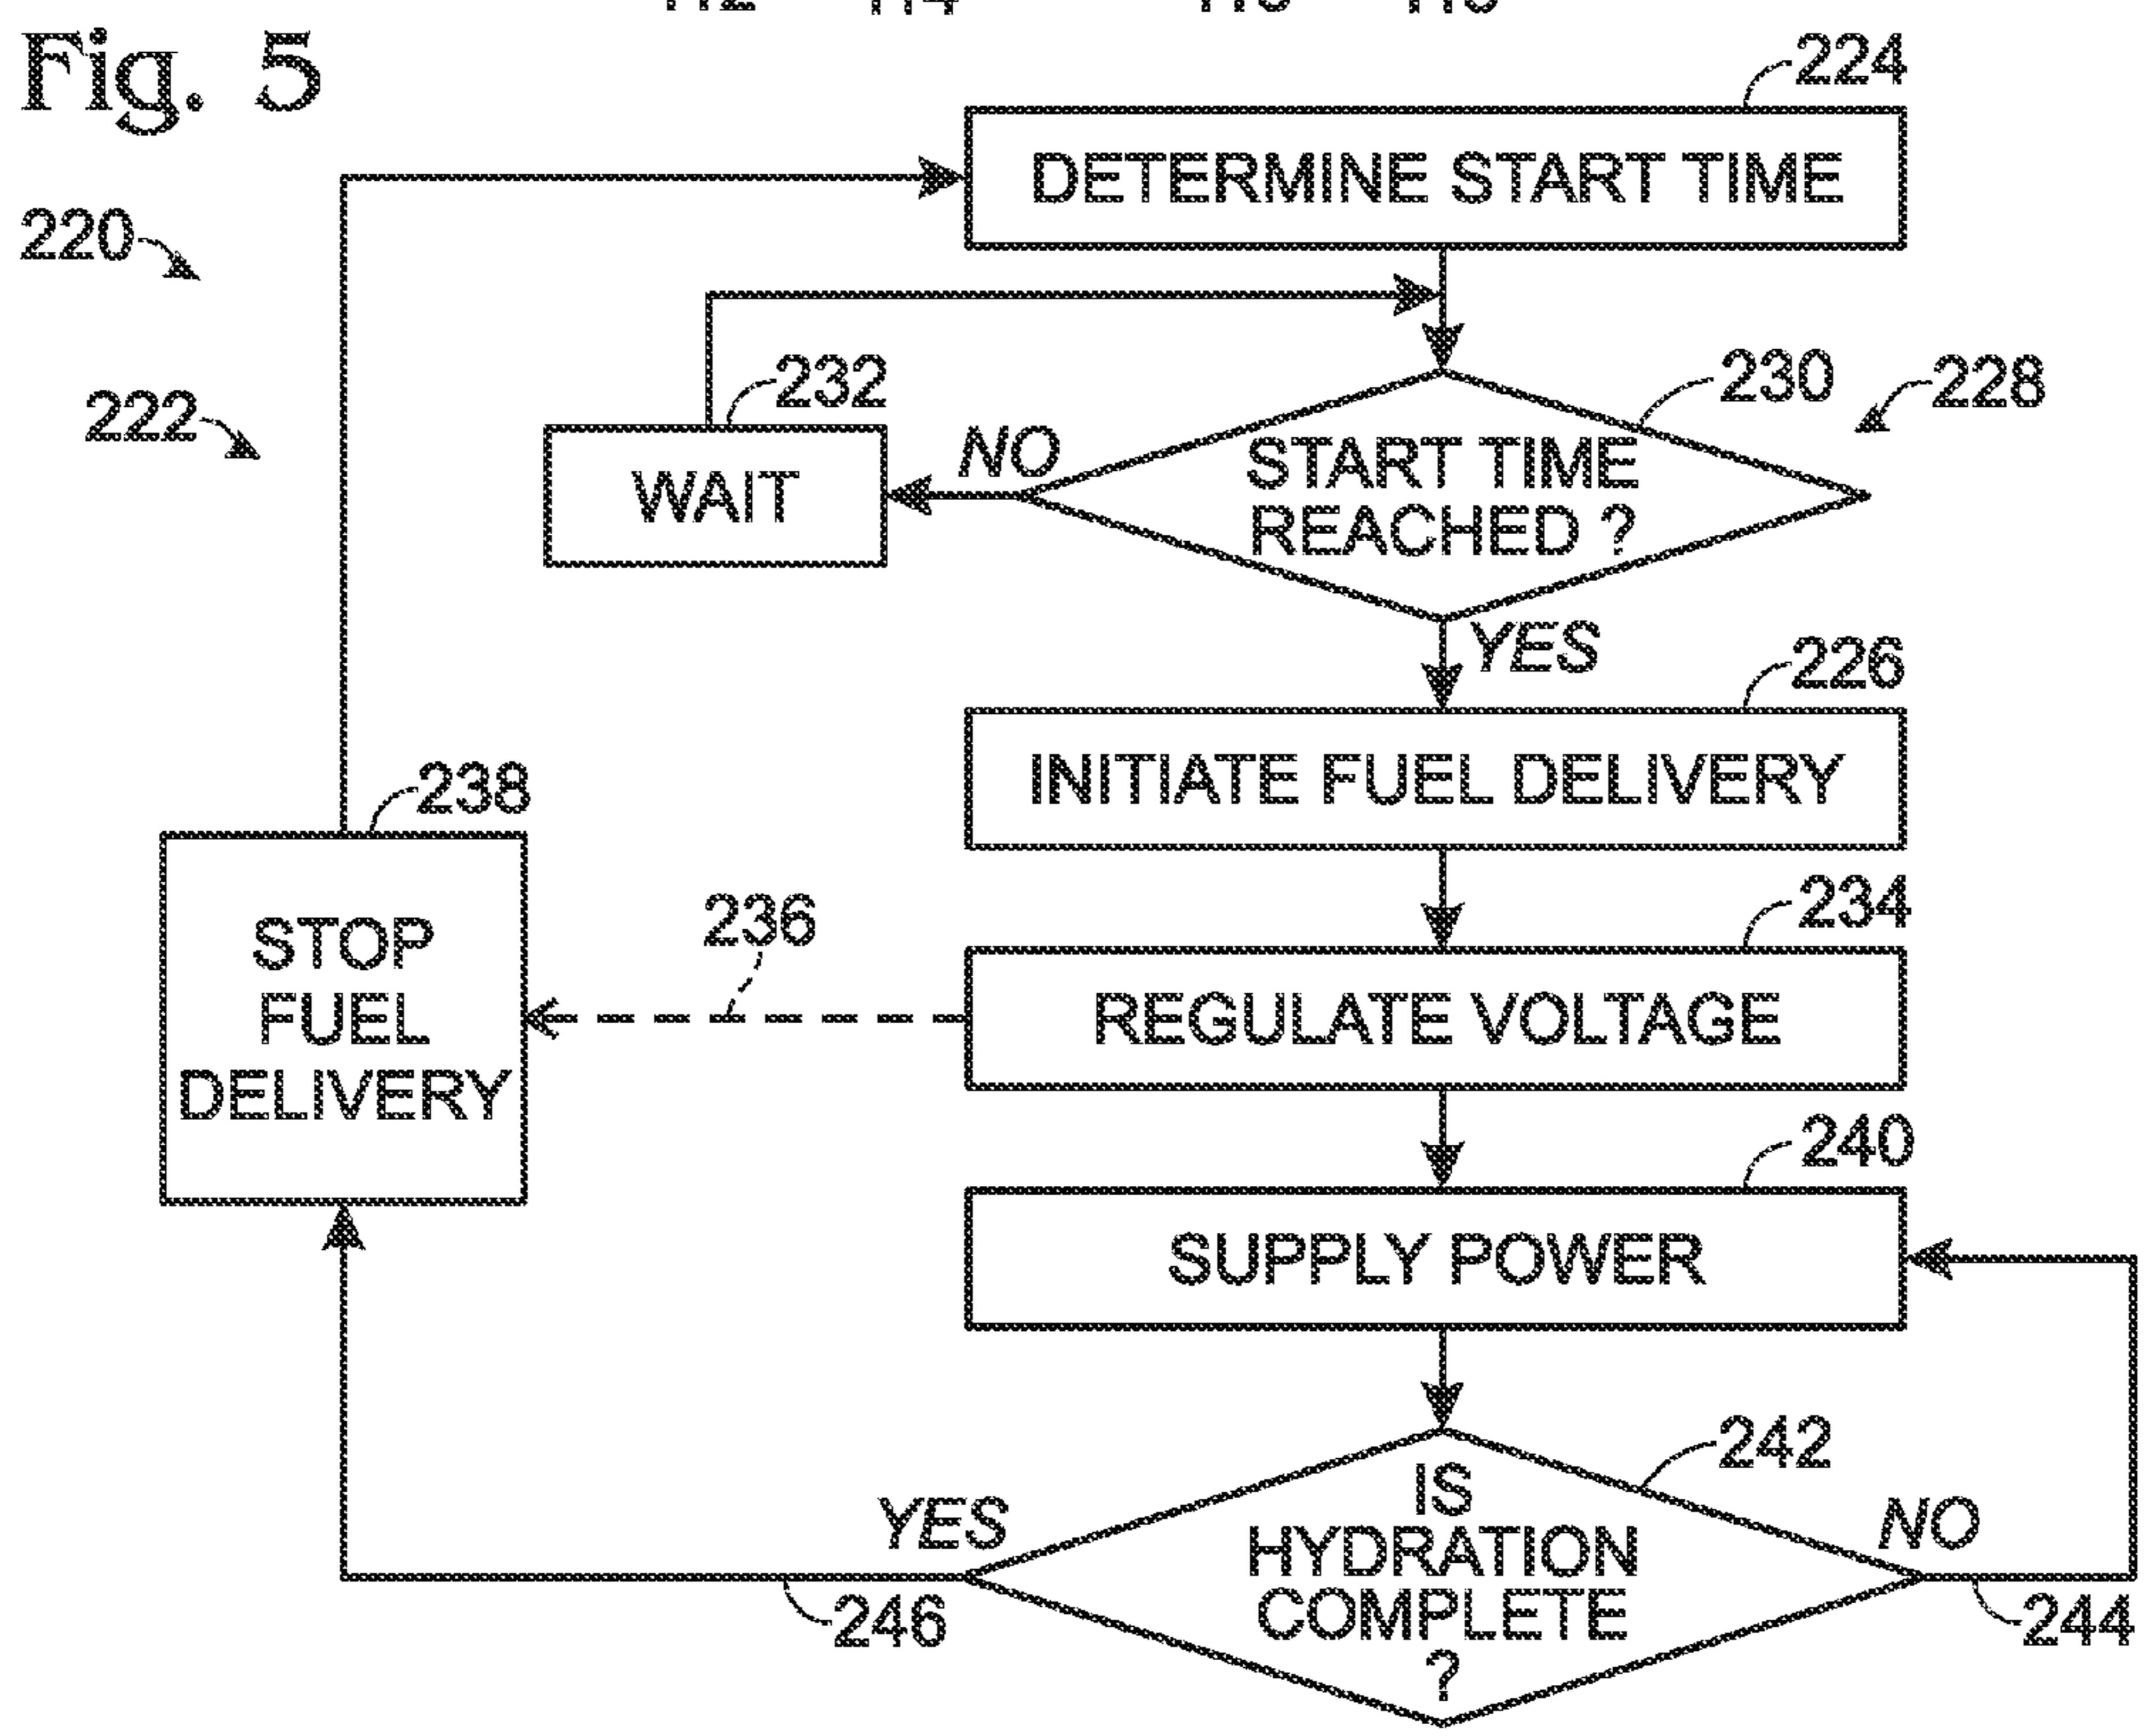 Fig. 5
224
DETERMINE START TIME
220
232
230
228
222
NO
START TIME
REACHED ?
WAIT
YES
226
INITIATE FUEL DELIVERY
238
234
236
STOP
FUEL
DELIVERY
REGULATE VOLTAGE
240
SUPPLY POWER
242
IS
HYDRATION
COMPLETE
?
YES
NO
246
244